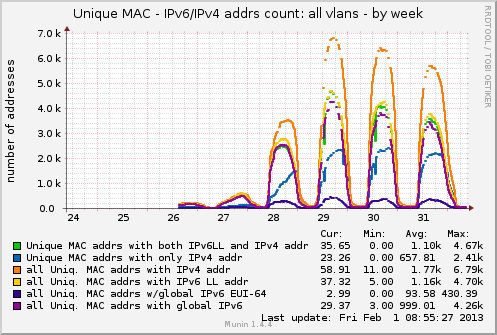 Unique MAC - IPv6/IPv4 addrs count: all vlans - by week
RRDTOOL / TOBI OETIKER
number of addresses
7.0 k
6.0 k
5.0 k
4.0 k
3.0 k
2.0 k
1.0 k
0.0
24 25 26 27 28 29 30 31
Cur: Min: Avg: Max:
Unique MAC addrs with both IPv6LL and IPv4 addr 35.65 0.00 1.10k 4.67k
Unique MAC addrs with only IPv4 addr 23.26 0.00 657.81 2.41k
all Uniq. MAC addrs with IPv4 addr 58.91 11.00 1.77k 6.79k
all Uniq. MAC addrs with IPv6 LL addr 37.32 5.00 1.16k 4.70k
all Uniq. MAC addrs w/global IPv6 EUI-64 2.99 0.00 93.58 430.39
all Uniq. MAC addrs with global IPv6 29.37 3.00 999.01 4.26k
Last update: Fri Feb 1 08:55:27 2013
Munin 1.4.4